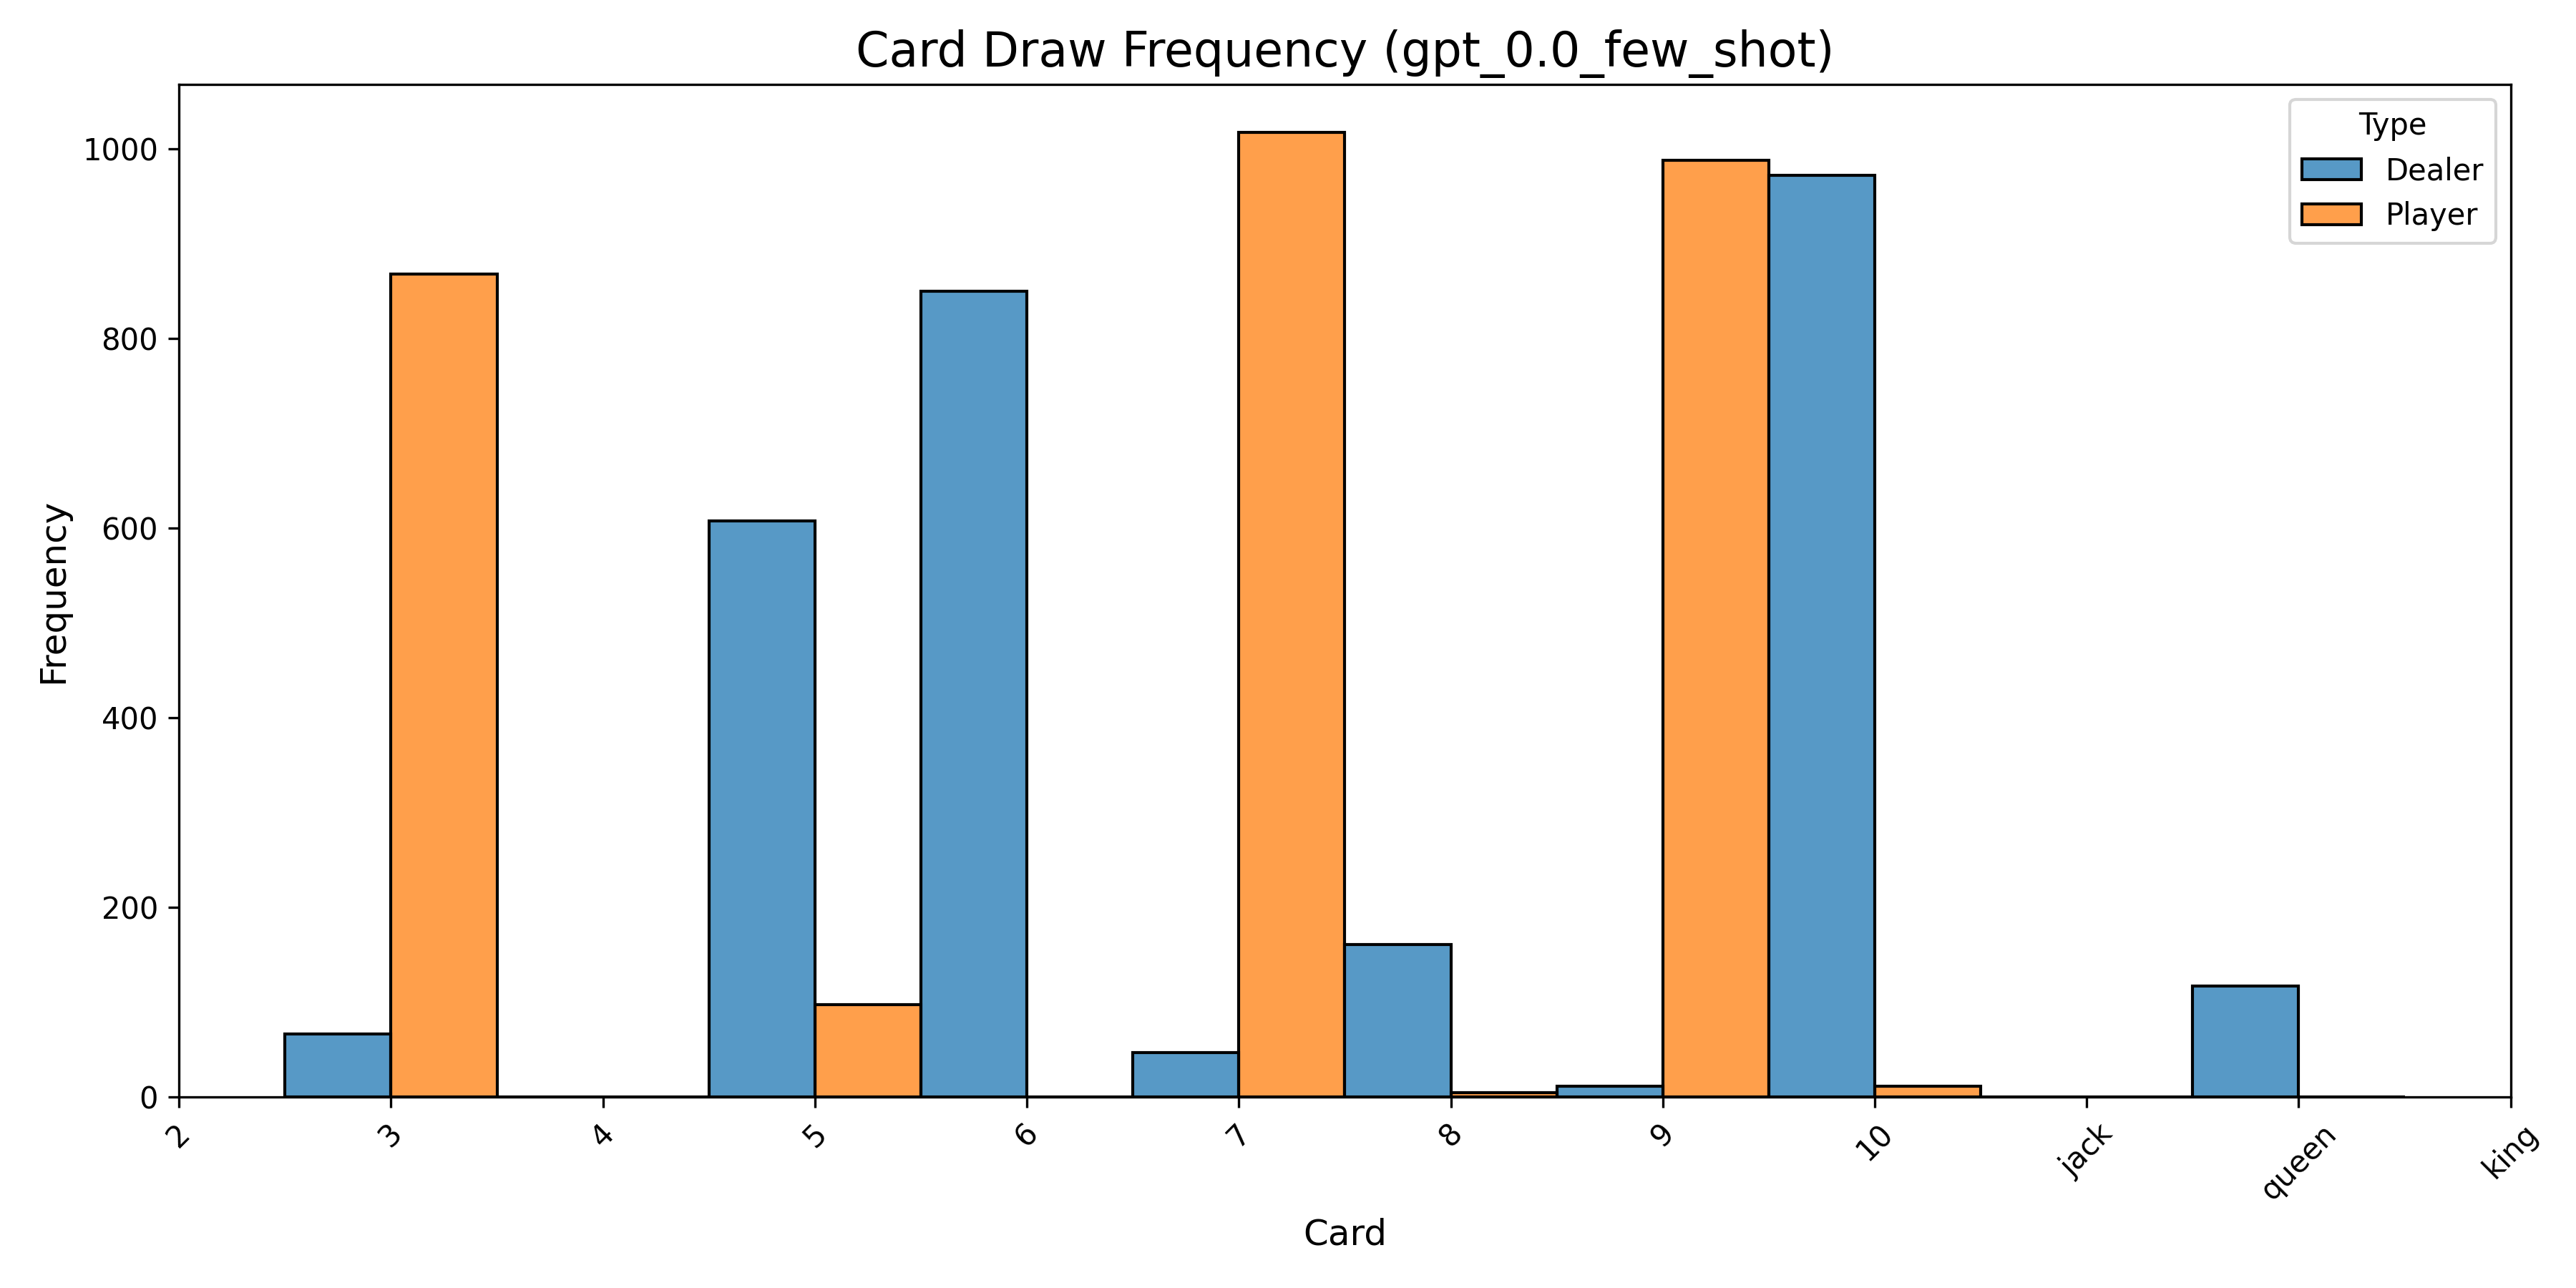 Card Draw Frequency (gpt_0.0_few_shot)
Type
Dealer
Player
1000
800
600
400
200
0
Frequency
2 3 4 5 6 7 8 9 10 jack queen king
Card